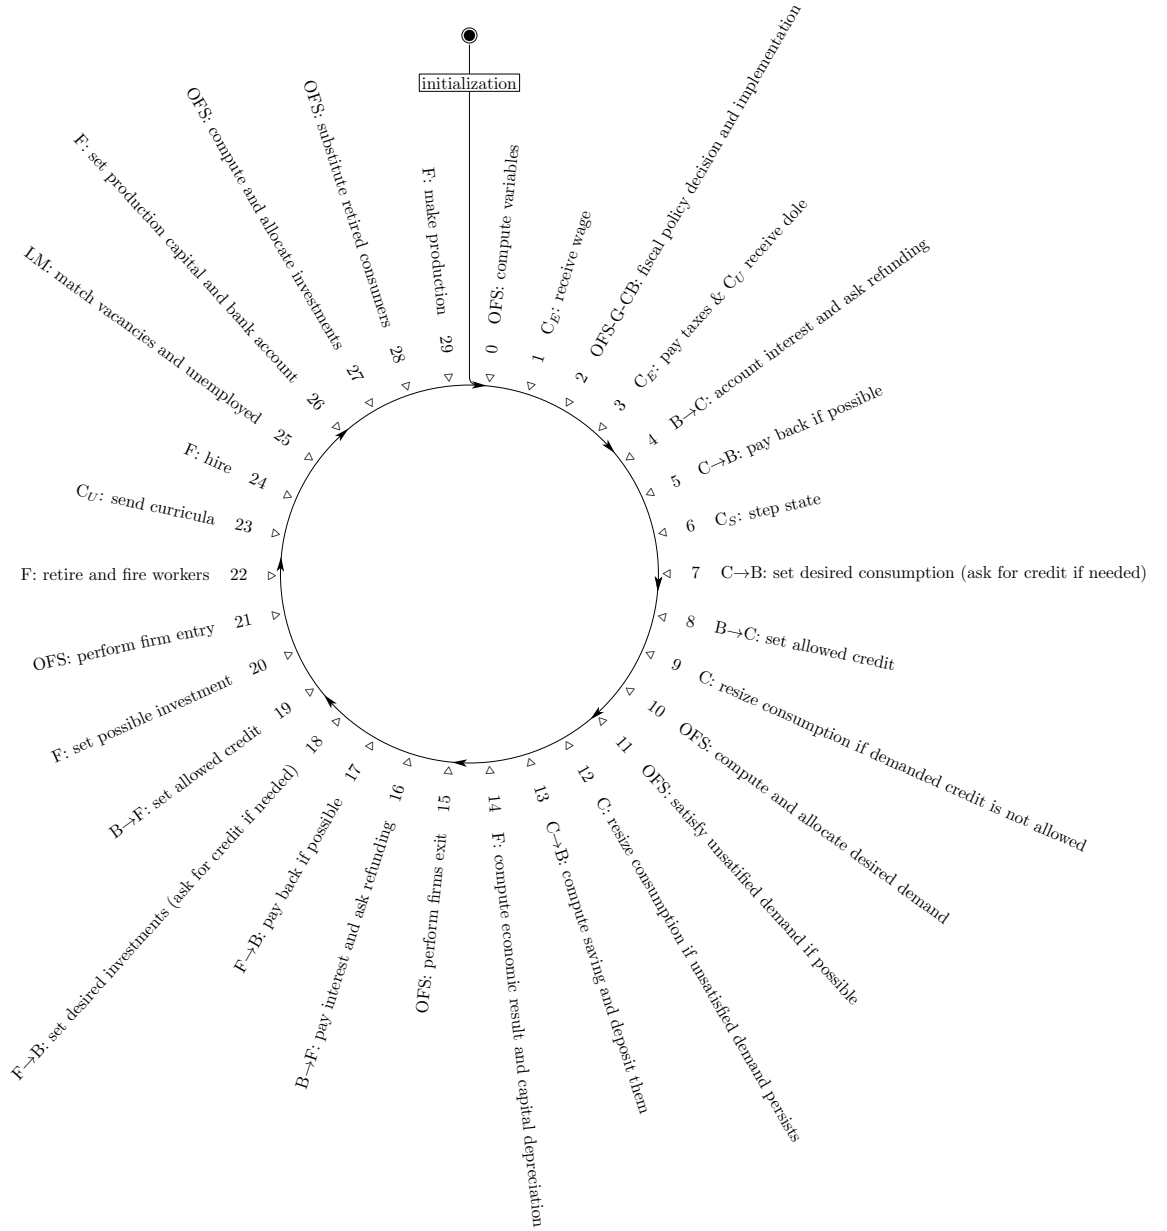 initialization
0 OFS: compute variables
1 C_E: receive wage
2 OFS-G-CB: fiscal policy decision and implementation
3 C_E: pay taxes & C_U receive dole
4 B→C: account interest and ask refunding
5 C→B: pay back if possible
6 C_S: step state
7 C→B: set desired consumption (ask for credit if needed)
8 B→C: set allowed credit
9 C: resize consumption if demanded credit is not allowed
10 OFS: compute and allocate desired demand
11 OFS: satisfy unsatified demand if possible
12 C: resize consumption if unsatisfied demand persists
13 C→B: compute saving and deposit them
14 F: compute economic result and capital depreciation
15 OFS: perform firms exit
16 B→F: pay interest and ask refunding
17 F→B: pay back if possible
18 F→B: set desired investments (ask for credit if needed)
19 B→F: set allowed credit
20 F: set possible investment
21 OFS: perform firm entry
22 F: retire and fire workers
23 C_U: send curricula
24 F: hire
25 LM: match vacancies and unemployed
26 F: set production capital and bank account
27 OFS: compute and allocate investments
28 OFS: substitute retired consumers
29 F: make production